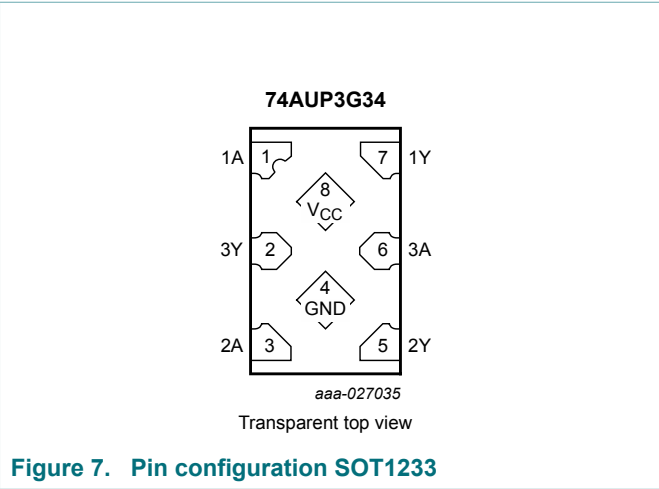 74AUP3G34
1A 1 7 1Y
8
VCC
3Y 2 6 3A
4
GND
2A 3 5 2Y
aaa-027035
Transparent top view
Figure 7. Pin configuration SOT1233